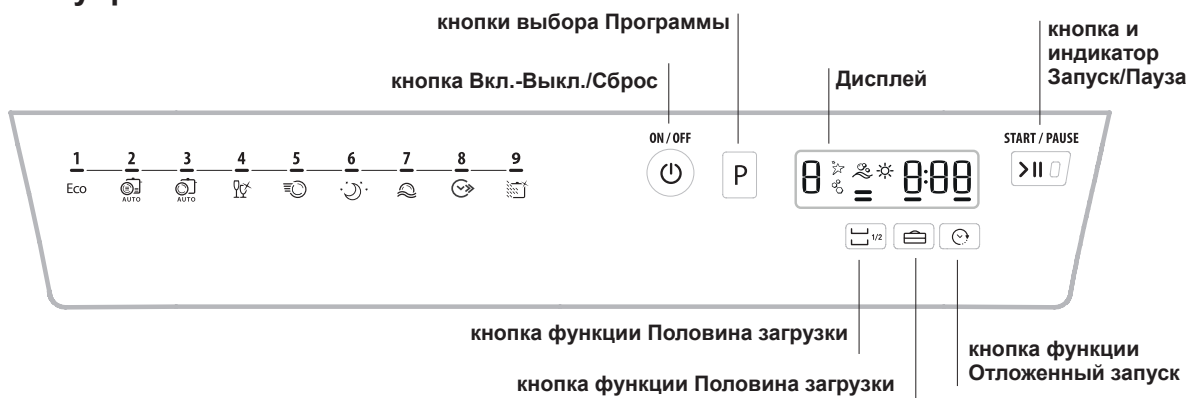 кнопки выбора Программы
кнопка и
индикатор
Запуск/Пауза
кнопка Вкл.-Выкл./Сброс
Дисплей
ON / OFF
START / PAUSE
1 2 3 4 5 6 7 8 9
Eco AUTO AUTO
P
8 8:88
1/2
кнопка функции Половина загрузки
кнопка функции
Отложенный запуск
кнопка функции Половина загрузки